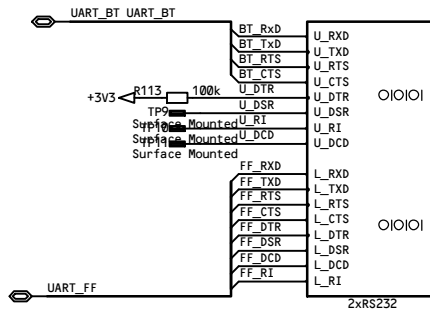 UART_BT UART_BT
BT_RxD
U_RXD
BT_TxD
U_TXD
BT_RTS
U_RTS
BT_CTS
U_CTS
+3V3
R113
100k
U_DTR
U_DTR
TP9
U_DSR
U_DSR
Surface Mounted
TP10
U_RI
U_RI
Surface Mounted
TP11
U_DCD
U_DCD
Surface Mounted
FF_RXD
L_RXD
FF_TXD
L_TXD
FF_RTS
L_RTS
FF_CTS
L_CTS
FF_DTR
L_DTR
FF_DSR
L_DSR
FF_DCD
L_DCD
FF_RI
L_RI
OIOIOI
OIOIOI
UART_FF
2xRS232